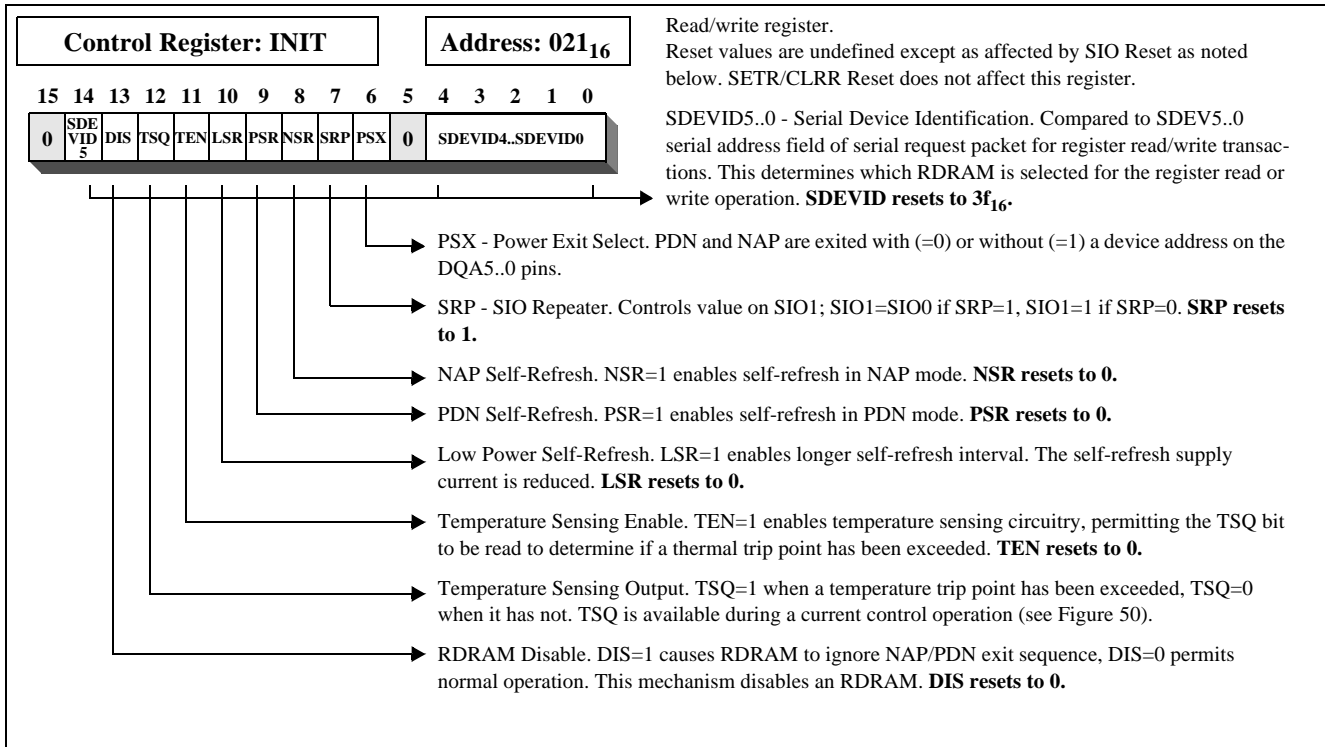 Control Register: INIT
Address: 021₁₆
Read/write register.
Reset values are undefined except as affected by SIO Reset as noted
below. SETR/CLRR Reset does not affect this register.
15 14 13 12 11 10 9 8 7 6 5 4 3 2 1 0
0 SDE VID 5 DIS TSQ TEN LSR PSR NSR SRP PSX 0 SDEVID4..SDEVID0
SDEVID5..0 - Serial Device Identification. Compared to SDEV5..0
serial address field of serial request packet for register read/write transac-
tions. This determines which RDRAM is selected for the register read or
write operation. SDEVID resets to 3f₁₆.
PSX - Power Exit Select. PDN and NAP are exited with (=0) or without (=1) a device address on the
DQA5..0 pins.
SRP - SIO Repeater. Controls value on SIO1; SIO1=SIO0 if SRP=1, SIO1=1 if SRP=0. SRP resets
to 1.
NAP Self-Refresh. NSR=1 enables self-refresh in NAP mode. NSR resets to 0.
PDN Self-Refresh. PSR=1 enables self-refresh in PDN mode. PSR resets to 0.
Low Power Self-Refresh. LSR=1 enables longer self-refresh interval. The self-refresh supply
current is reduced. LSR resets to 0.
Temperature Sensing Enable. TEN=1 enables temperature sensing circuitry, permitting the TSQ bit
to be read to determine if a thermal trip point has been exceeded. TEN resets to 0.
Temperature Sensing Output. TSQ=1 when a temperature trip point has been exceeded, TSQ=0
when it has not. TSQ is available during a current control operation (see Figure 50).
RDRAM Disable. DIS=1 causes RDRAM to ignore NAP/PDN exit sequence, DIS=0 permits
normal operation. This mechanism disables an RDRAM. DIS resets to 0.